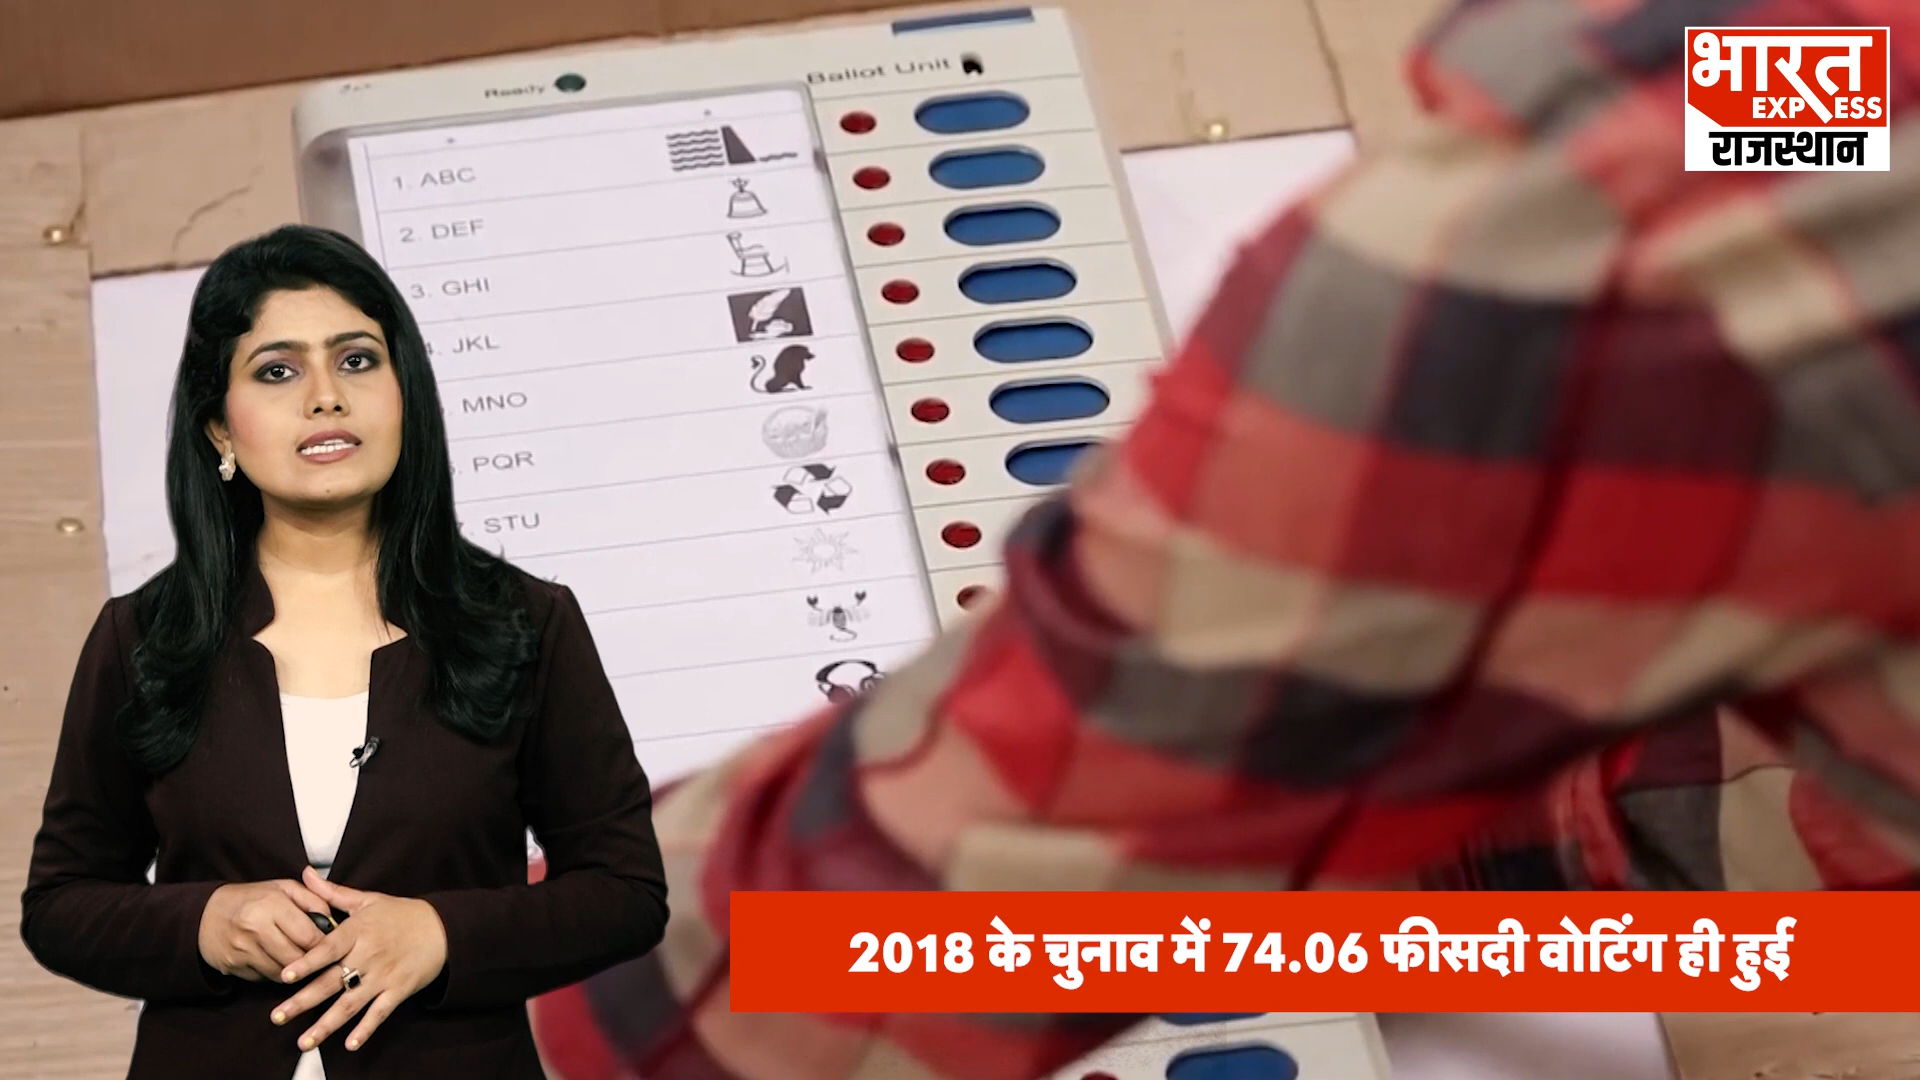 Ready
Ballot Unit
1. ABC
2. DEF
3. GHI
4. JKL
MNO
PQR
STU
भारत
EXPRESS
राजस्थान
2018 के चुनाव में 74.06 फीसदी वोटिंग ही हुई